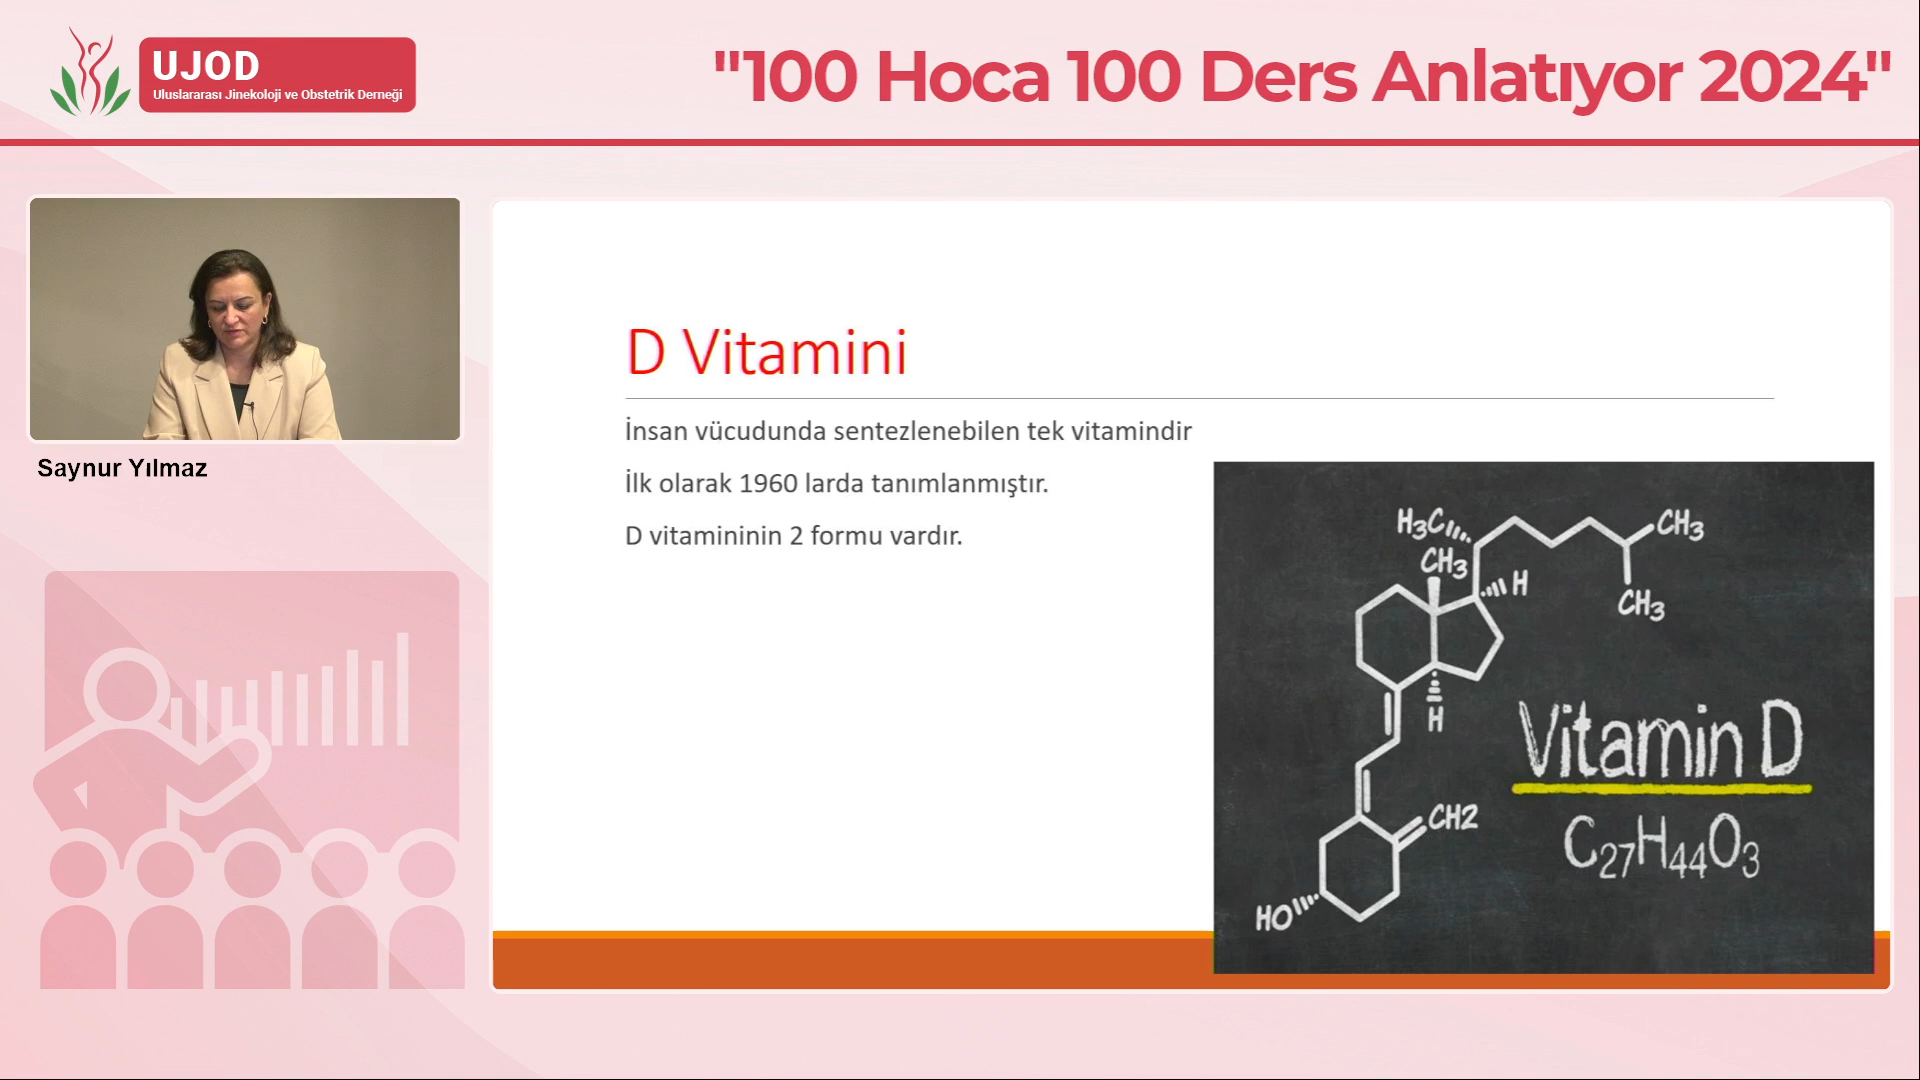 UJOD
Uluslararası Jinekoloji ve Obstetrik Derneği
"100 Hoca 100 Ders Anlatıyor 2024"
Saynur Yılmaz
D Vitamini
İnsan vücudunda sentezlenebilen tek vitamindir
İlk olarak 1960 larda tanımlanmıştır.
D vitamininin 2 formu vardır.
H3C
CH3
CH3
H
CH3
H
CH2
HO
Vitamin D
C27H44O3